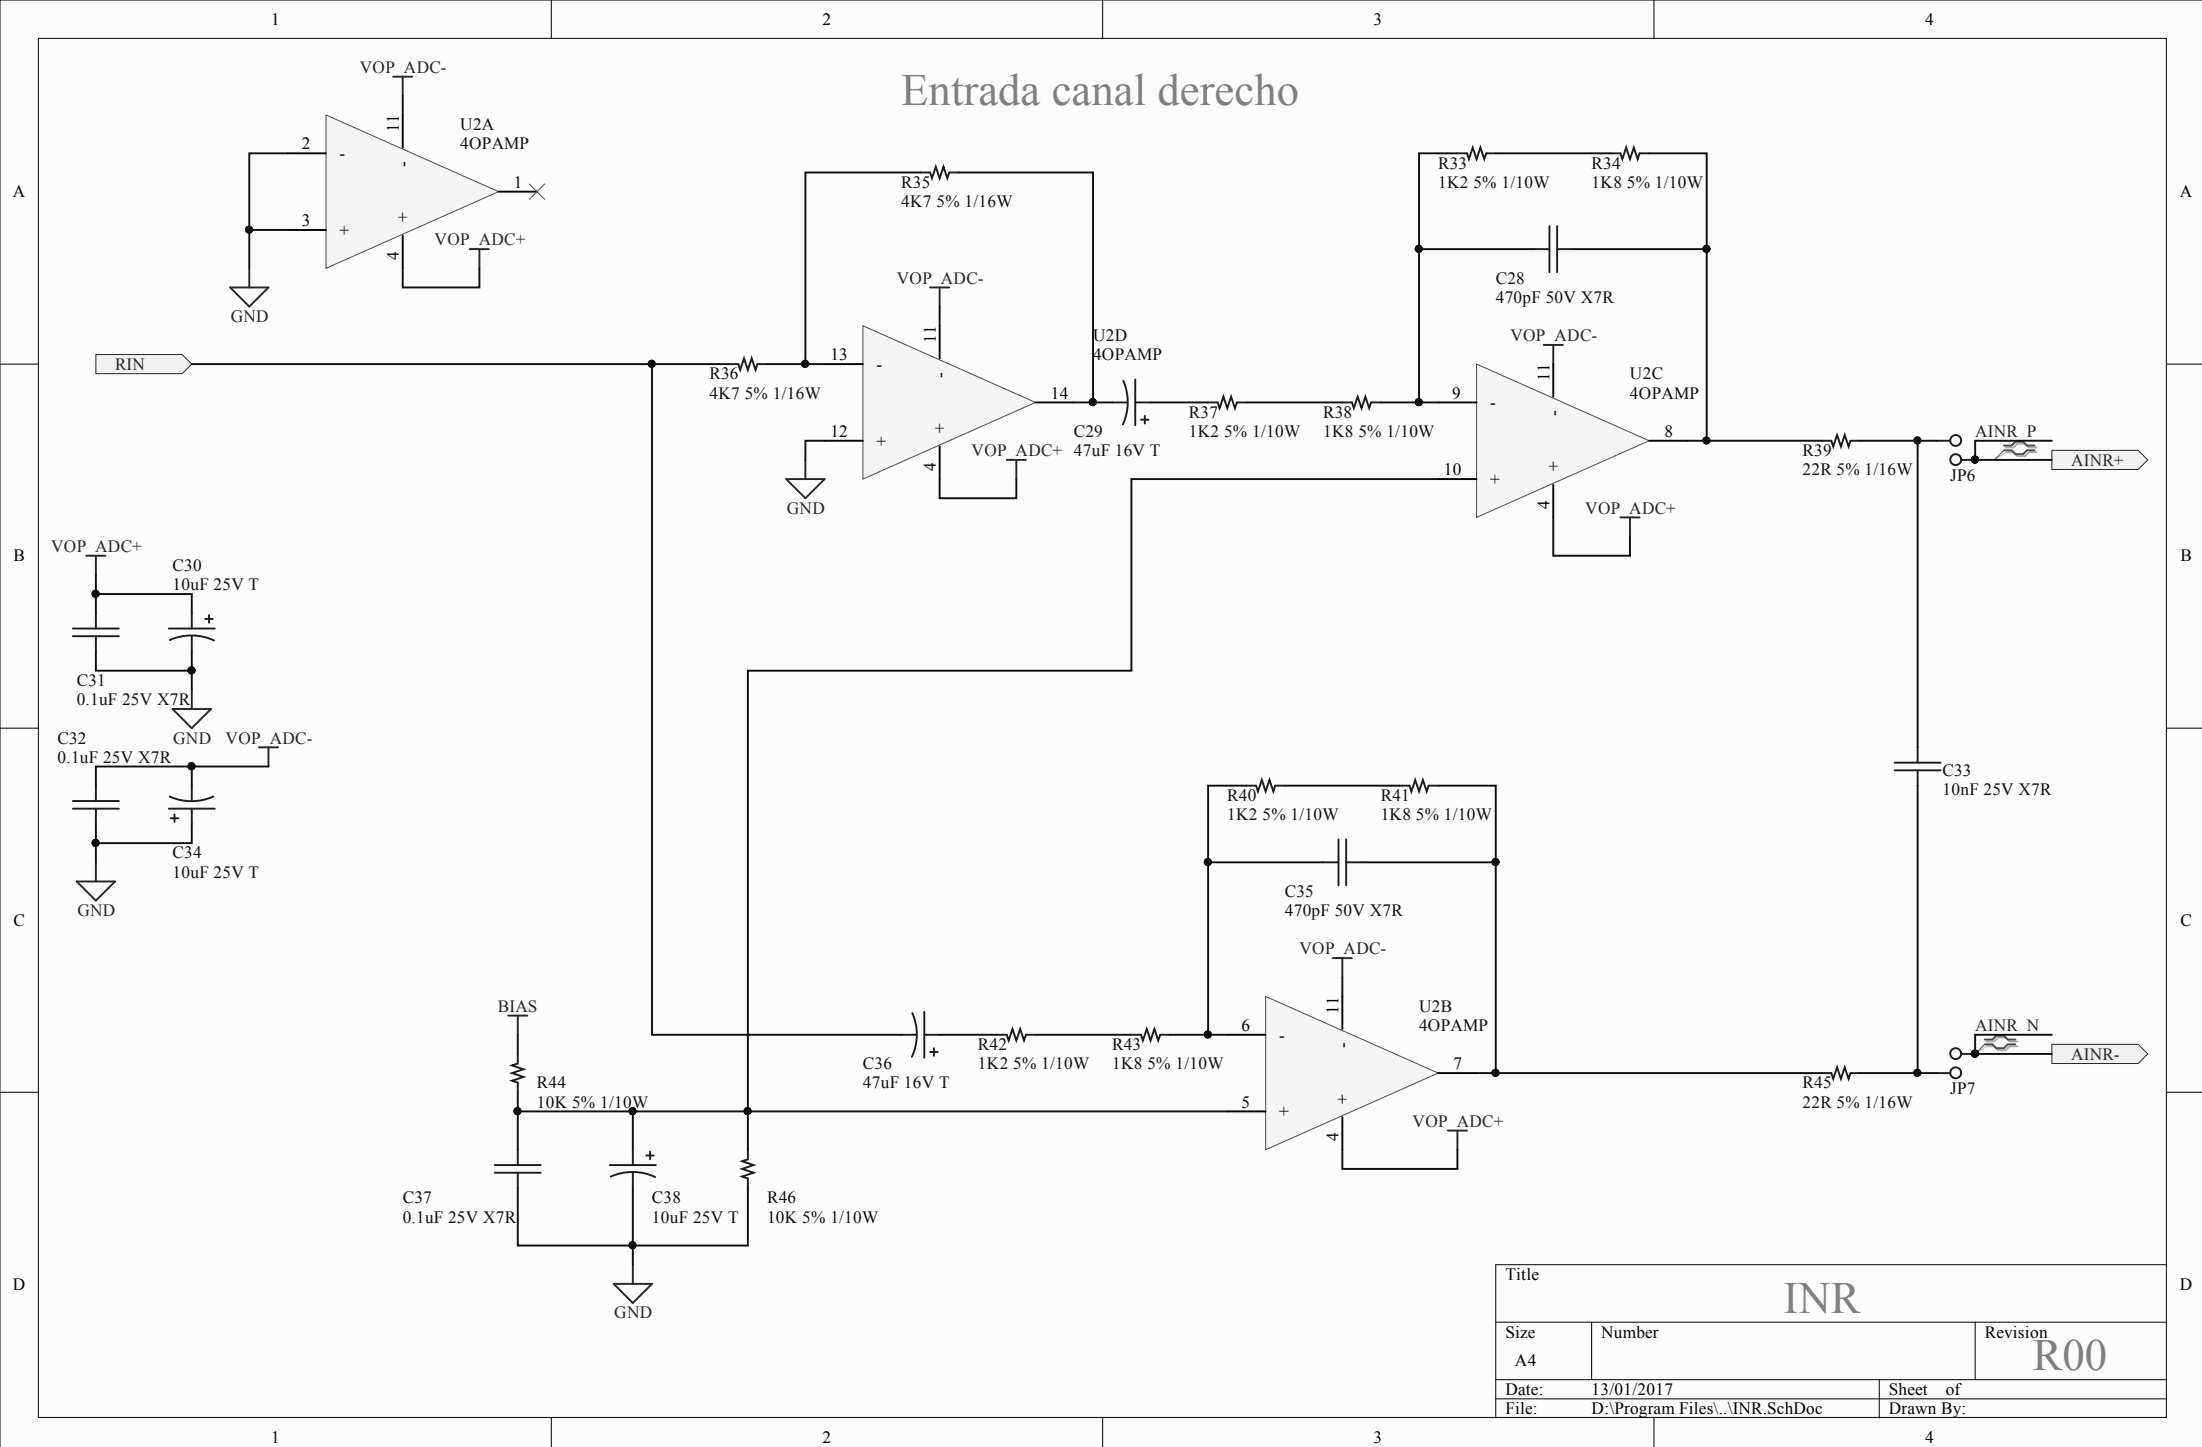 1 2 3 4
Entrada canal derecho
A A
VOP_ADC-
11
U2A
4OPAMP
2 -
'
1
3 +
+
4
VOP_ADC+
GND
R35
4K7 5% 1/16W
R33
1K2 5% 1/10W
R34
1K8 5% 1/10W
C28
470pF 50V X7R
RIN
R36
4K7 5% 1/16W
VOP_ADC-
11
U2D
4OPAMP
13 -
'
14
12 +
+
4
VOP_ADC+
GND
C29
47uF 16V T
R37
1K2 5% 1/10W
R38
1K8 5% 1/10W
VOP_ADC-
11
U2C
4OPAMP
9 -
'
8
10 +
+
4
VOP_ADC+
R39
22R 5% 1/16W
JP6
AINR_P
AINR+
B B
VOP_ADC+
C30
10uF 25V T
+
C31
0.1uF 25V X7R
GND
C32
0.1uF 25V X7R
VOP_ADC-
+
C34
10uF 25V T
GND
C33
10nF 25V X7R
C C
R40
1K2 5% 1/10W
R41
1K8 5% 1/10W
C35
470pF 50V X7R
VOP_ADC-
11
U2B
4OPAMP
6 -
'
7
5 +
+
4
VOP_ADC+
BIAS
R44
10K 5% 1/10W
C36
47uF 16V T
+
R42
1K2 5% 1/10W
R43
1K8 5% 1/10W
R45
22R 5% 1/16W
AINR_N
AINR-
JP7
C37
0.1uF 25V X7R
+
C38
10uF 25V T
R46
10K 5% 1/10W
GND
D D
Title
INR
Size
A4
Number
Revision
R00
Date: 13/01/2017
Sheet of
File: D:\Program Files\..\INR.SchDoc
Drawn By:
1 2 3 4